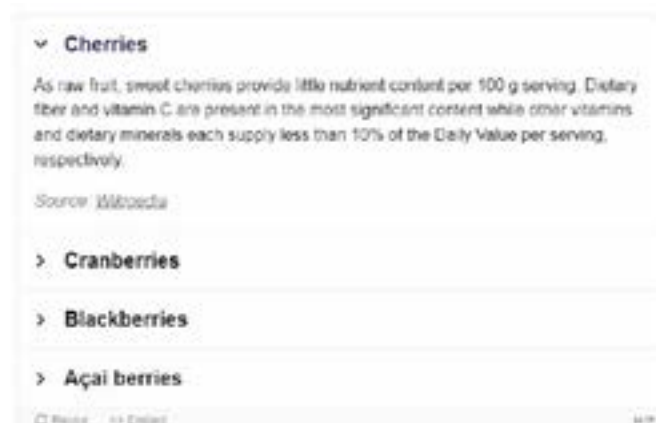 Cherries
As raw fruit, sweet cherries provide little nutrient content per 100 g serving. Dietary
fiber and vitamin C are present in the most significant content while other vitamins
and dietary minerals each supply less than 10% of the Daily Value per serving,
respectively.
Source: Wikipedia
Cranberries
Blackberries
Açai berries
Reuse Embed